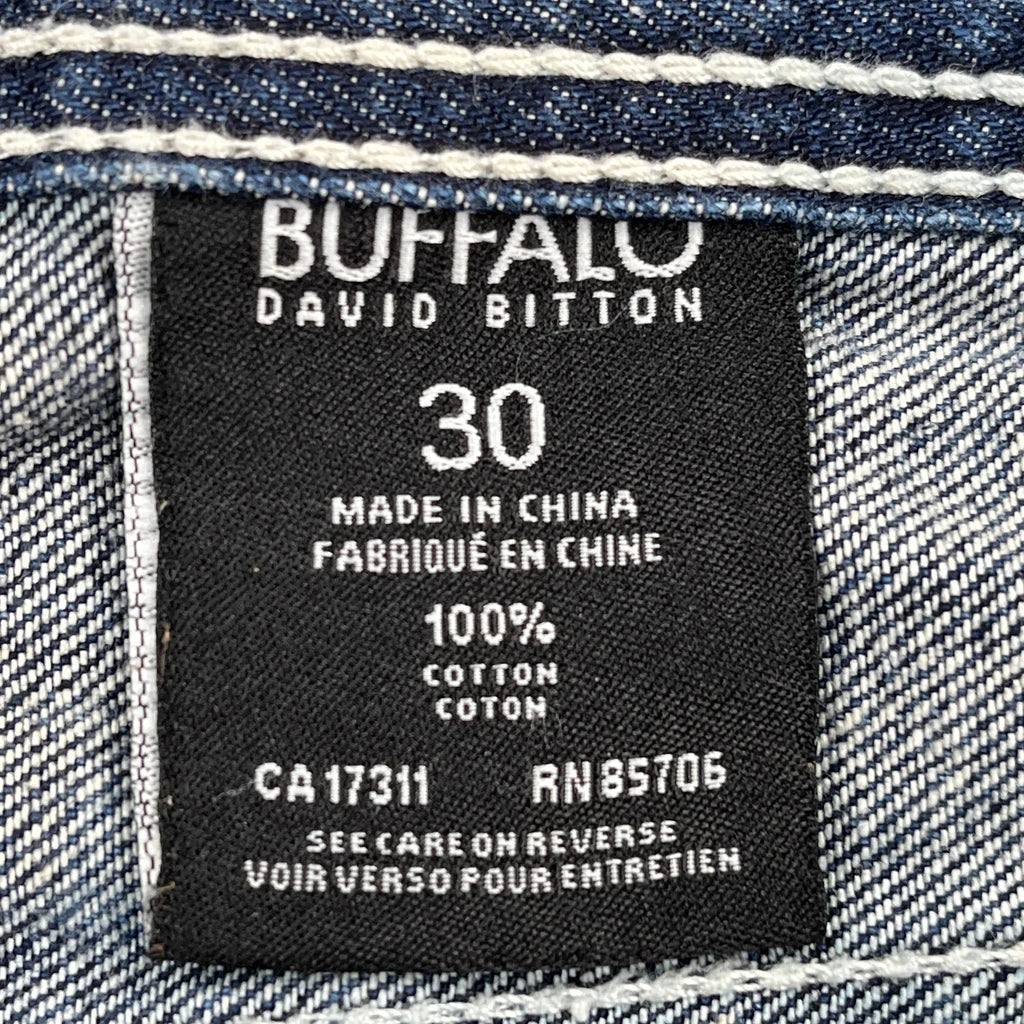 BUFFALO
DAVID BITTON
30
MADE IN CHINA
FABRIQUÉ EN CHINE
100%
COTTON
COTON
CA 17311 RN 85706
SEE CARE ON REVERSE
VOIR VERSO POUR ENTRETIEN